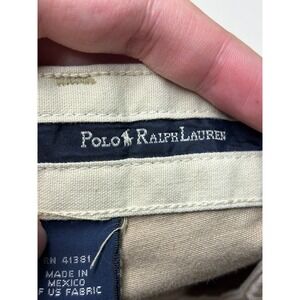 POLO RALPH LAUREN
RN 41381
MADE IN
MEXICO
OF US FABRIC